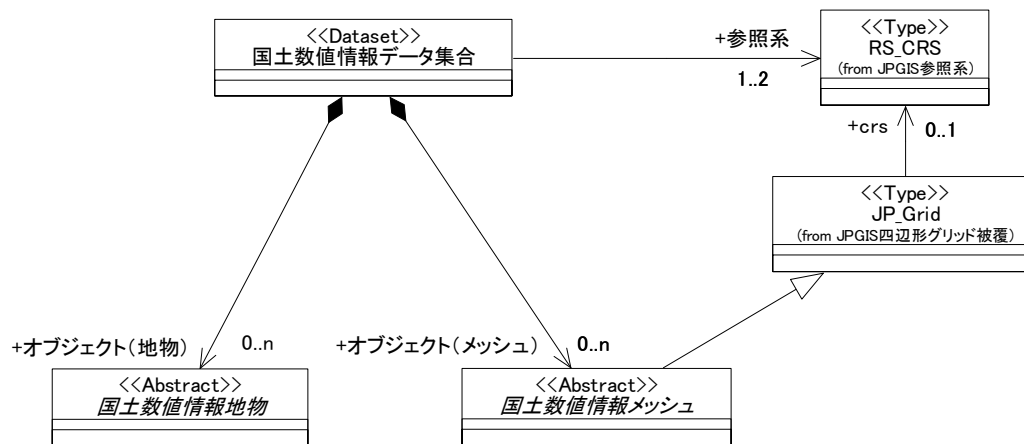 <<Dataset>>
国土数値情報データ集合
+参照系
1..2
<<Type>>
RS_CRS
(from JPGIS参照系)
+crs
0..1
<<Type>>
JP_Grid
(from JPGIS四辺形グリッド被覆)
+オブジェクト(地物)
0..n
+オブジェクト(メッシュ)
0..n
<<Abstract>>
国土数値情報地物
<<Abstract>>
国土数値情報メッシュ